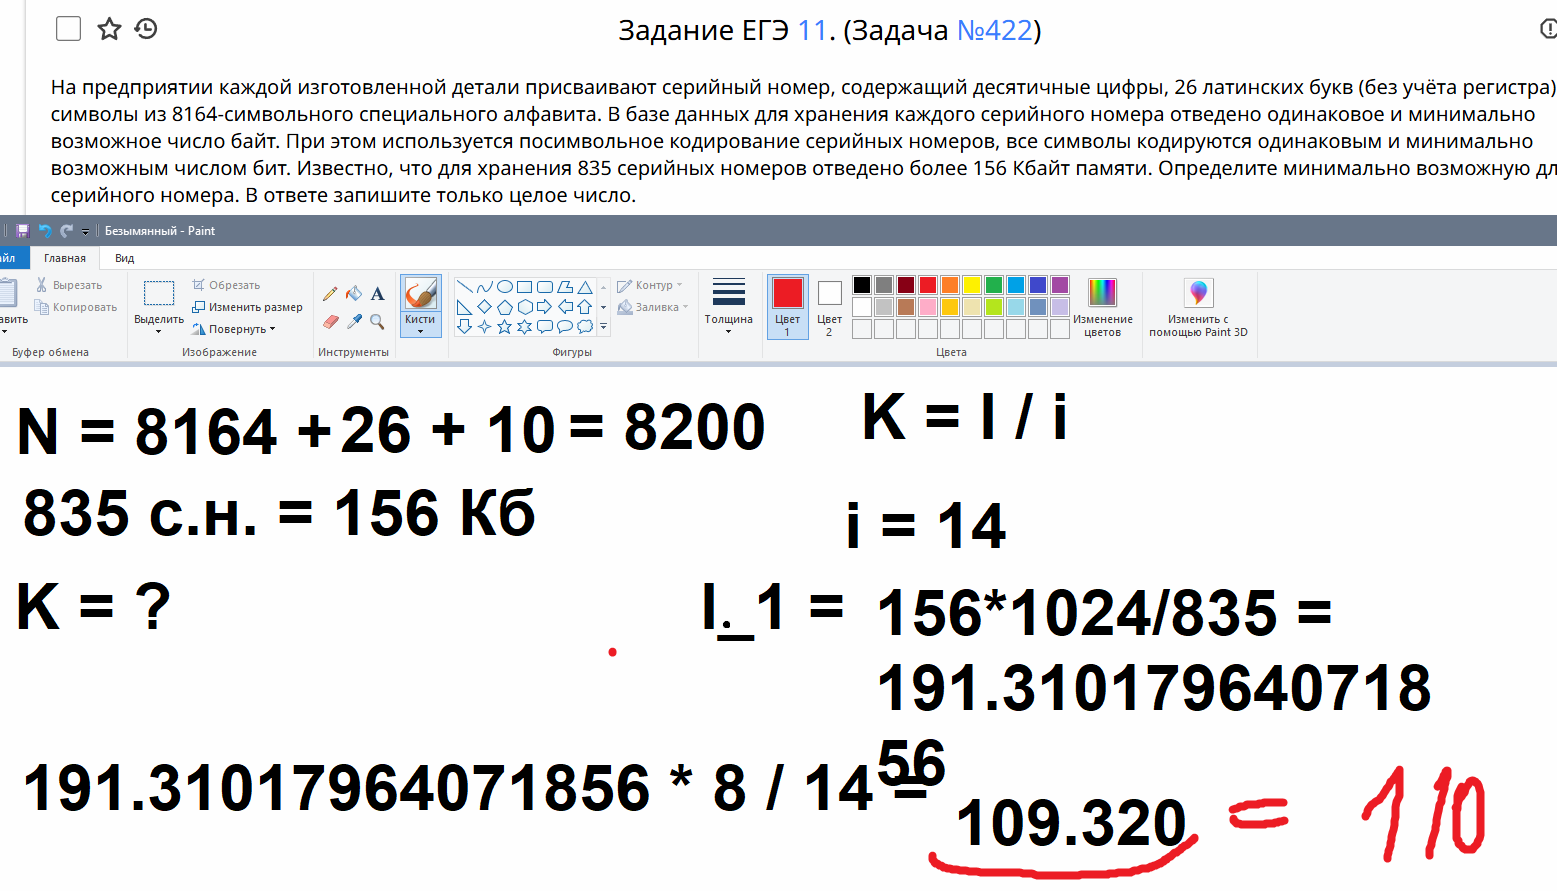 Задание ЕГЭ 11. (Задача №422)
На предприятии каждой изготовленной детали присваивают серийный номер, содержащий десятичные цифры, 26 латинских букв (без учёта регистра)
символы из 8164-символьного специального алфавита. В базе данных для хранения каждого серийного номера отведено одинаковое и минимально
возможное число байт. При этом используется посимвольное кодирование серийных номеров, все символы кодируются одинаковым и минимально
возможным числом бит. Известно, что для хранения 835 серийных номеров отведено более 156 Кбайт памяти. Определите минимально возможную дл
серийного номера. В ответе запишите только целое число.
Безымянный - Paint
йл Главная Вид
Вырезать
Копировать
авить
Буфер обмена
Выделить
Обрезать
Изменить размер
Повернуть
Изображение
Инструменты
Кисти
Контур
Заливка
Фигуры
Толщина
Цвет 1
Цвет 2
Изменение цветов
Цвета
Изменить с помощью Paint 3D
N = 8164 + 26 + 10 = 8200
K = I / i
835 с.н. = 156 Кб
i = 14
K = ?
I_1 = 156*1024/835 =
191.310179640718
56
191.31017964071856 * 8 / 14 =
109.320 = 110